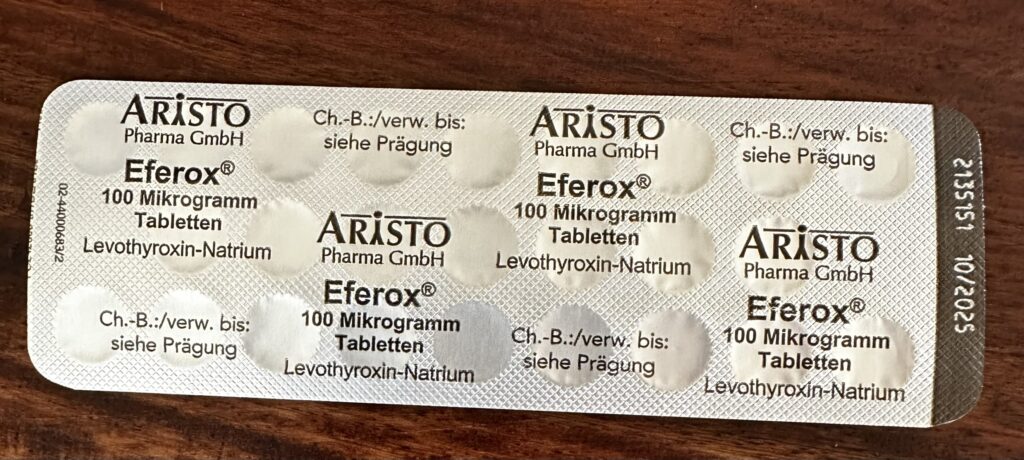 ARiSTO
Pharma GmbH
Eferox®
100 Mikrogramm
Tabletten
Levothyroxin-Natrium
Ch.-B.:/verw. bis:
siehe Prägung
ARiSTO
Pharma GmbH
Eferox®
100 Mikrogramm
Tabletten
Levothyroxin-Natrium
Ch.-B.:/verw. bis:
siehe Prägung
Ch.-B.:/verw. bis:
siehe Prägung
ARiSTO
Pharma GmbH
Eferox®
100 Mikrogramm
Tabletten
Levothyroxin-Natrium
Ch.-B.:/verw. bis:
siehe Prägung
ARiSTO
Pharma GmbH
Eferox®
100 Mikrogramm
Tabletten
Levothyroxin-Natrium
2135151 10/2025